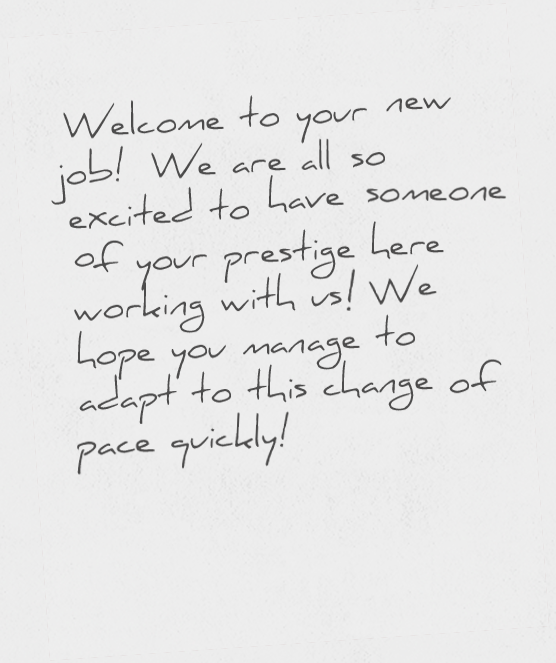 Welcome to your new
job! We are all so
excited to have someone
of your prestige here
working with us! We
hope you manage to
adapt to this change of
pace quickly!